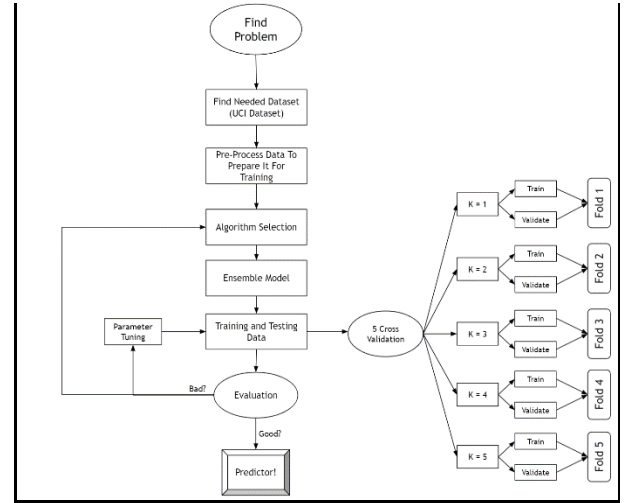 Find
Problem
Find Needed Dataset
(UCI Dataset)
Pre-Process Data To
Prepare It For
Training
Algorithm Selection
Ensemble Model
Parameter
Tuning
Training and Testing
Data
Bad?
Evaluation
Good?
Predictor!
5 Cross
Validation
K = 1
Train
Validate
Fold 1
K = 2
Train
Validate
Fold 2
K = 3
Train
Validate
Fold 3
K = 4
Train
Validate
Fold 4
K = 5
Train
Validate
Fold 5